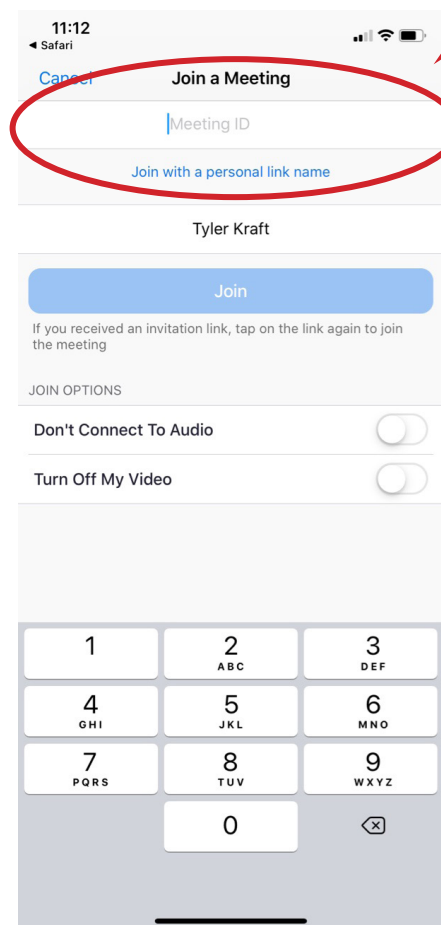 11:12
Safari
Cancel Join a Meeting
Meeting ID
Join with a personal link name
Tyler Kraft
Join
If you received an invitation link, tap on the link again to join
the meeting
JOIN OPTIONS
Don't Connect To Audio
Turn Off My Video
1 2 3
ABC DEF
4 5 6
GHI JKL MNO
7 8 9
PQRS TUV WXYZ
0